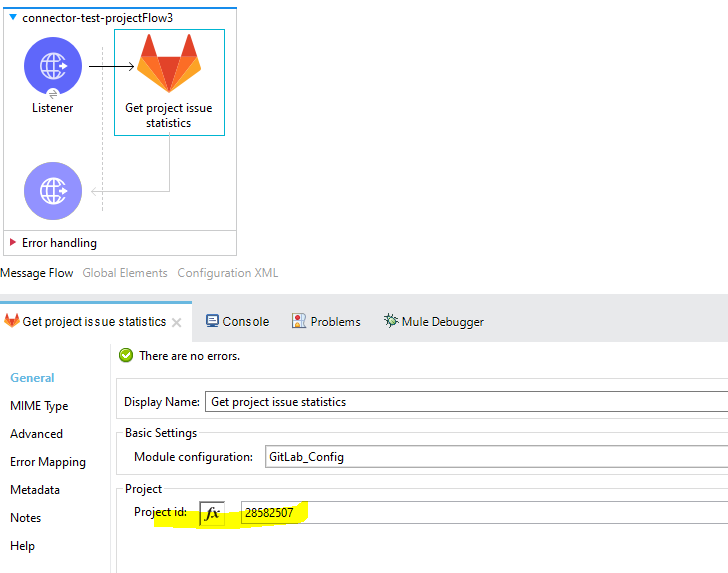 connector-test-projectFlow3
Listener
Get project issue
statistics
Error handling
Message Flow Global Elements Configuration XML
Get project issue statistics Console Problems Mule Debugger
There are no errors.
General
MIME Type
Advanced
Error Mapping
Metadata
Notes
Help
Display Name: Get project issue statistics
Basic Settings
Module configuration: GitLab_Config
Project
Project id: fx 28582507